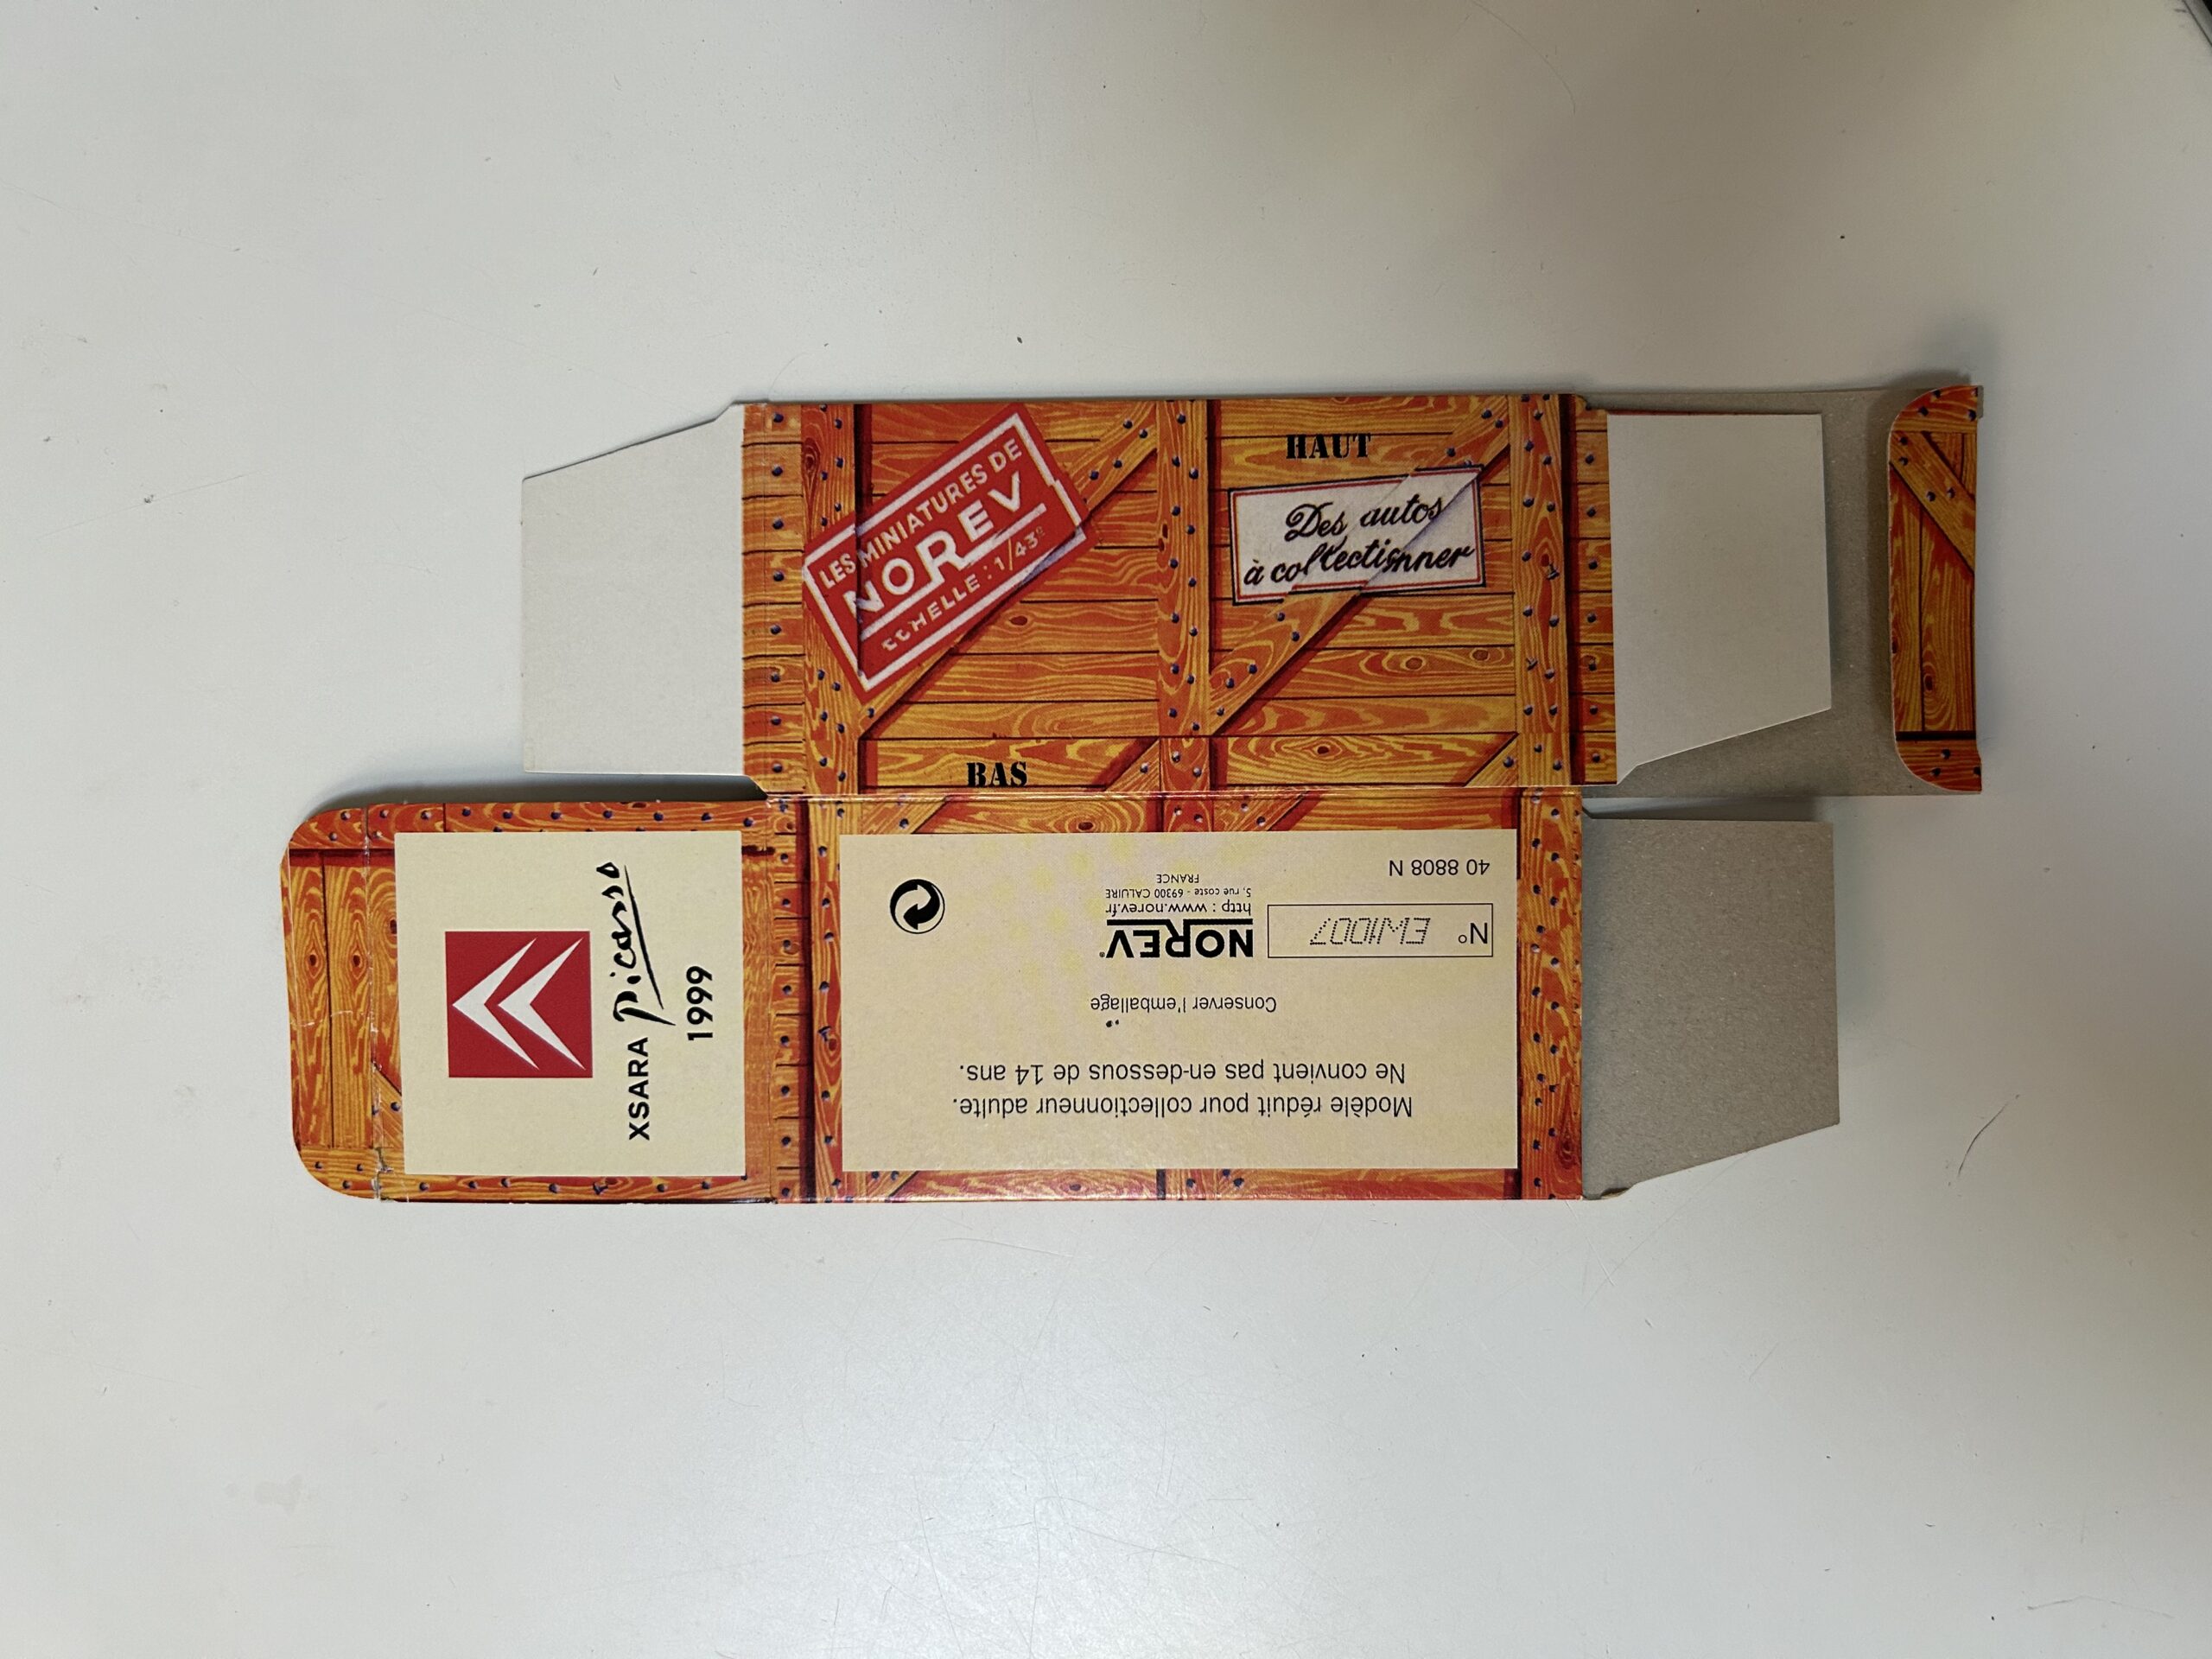 LES MINIATURES DE
NOREV
ECHELLE : 1/43e
HAUT
Des autos
à collectionner
BAS
XSARA Picasso
1999
Modèle réduit pour collectionneur adulte.
Ne convient pas en-dessous de 14 ans.
Conserver l'emballage
N°
NOREV®
http : www.norev.fr
5, rue coste - 69300 CALUIRE
FRANCE
40 8808 N